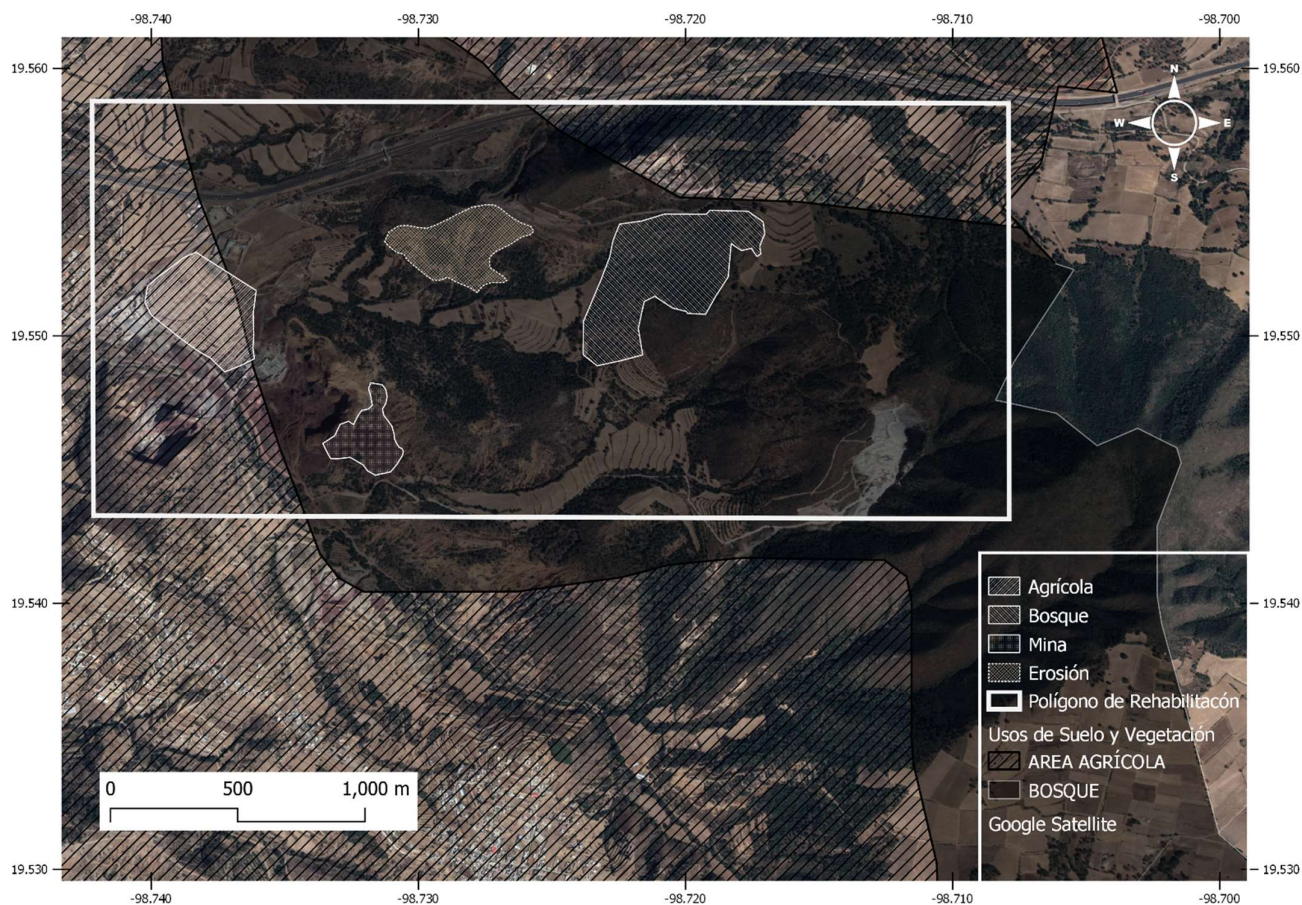 -98.740 -98.730 -98.720 -98.710 -98.700
19.560 19.560
N
W E
S
19.550 19.550
19.540 19.540
Agrícola
Bosque
Mina
Erosión
Polígono de Rehabilitacón
Usos de Suelo y Vegetación
AREA AGRÍCOLA
BOSQUE
Google Satellite
0 500 1,000 m
19.530 19.530
-98.740 -98.730 -98.720 -98.710 -98.700